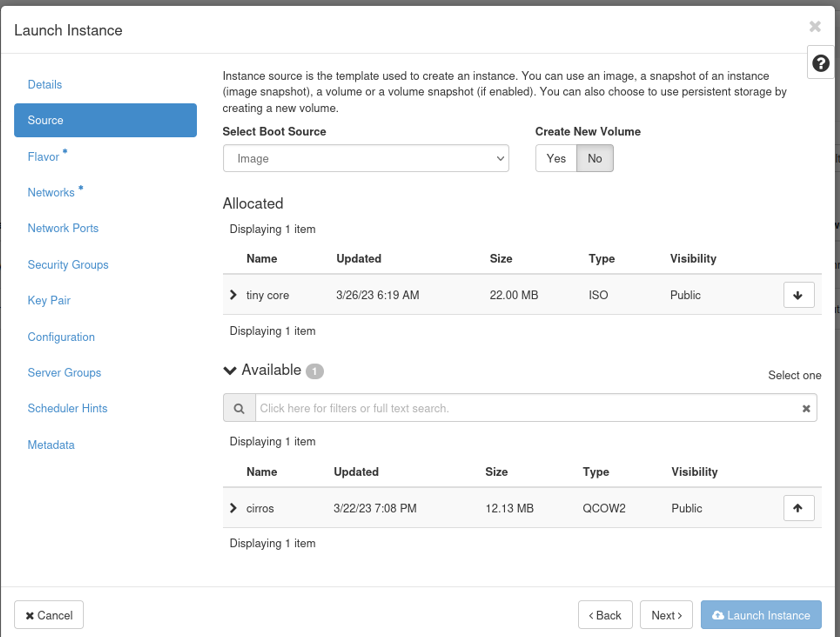 Launch Instance
Details
Source
Flavor *
Networks *
Network Ports
Security Groups
Key Pair
Configuration
Server Groups
Scheduler Hints
Metadata
Instance source is the template used to create an instance. You can use an image, a snapshot of an instance
(image snapshot), a volume or a volume snapshot (if enabled). You can also choose to use persistent storage by
creating a new volume.
Select Boot Source Create New Volume
Image Yes No
Allocated
Displaying 1 item
Name Updated Size Type Visibility
tiny core 3/26/23 6:19 AM 22.00 MB ISO Public
Displaying 1 item
Available 1 Select one
Click here for filters or full text search.
Displaying 1 item
Name Updated Size Type Visibility
cirros 3/22/23 7:08 PM 12.13 MB QCOW2 Public
Displaying 1 item
Cancel < Back Next > Launch Instance